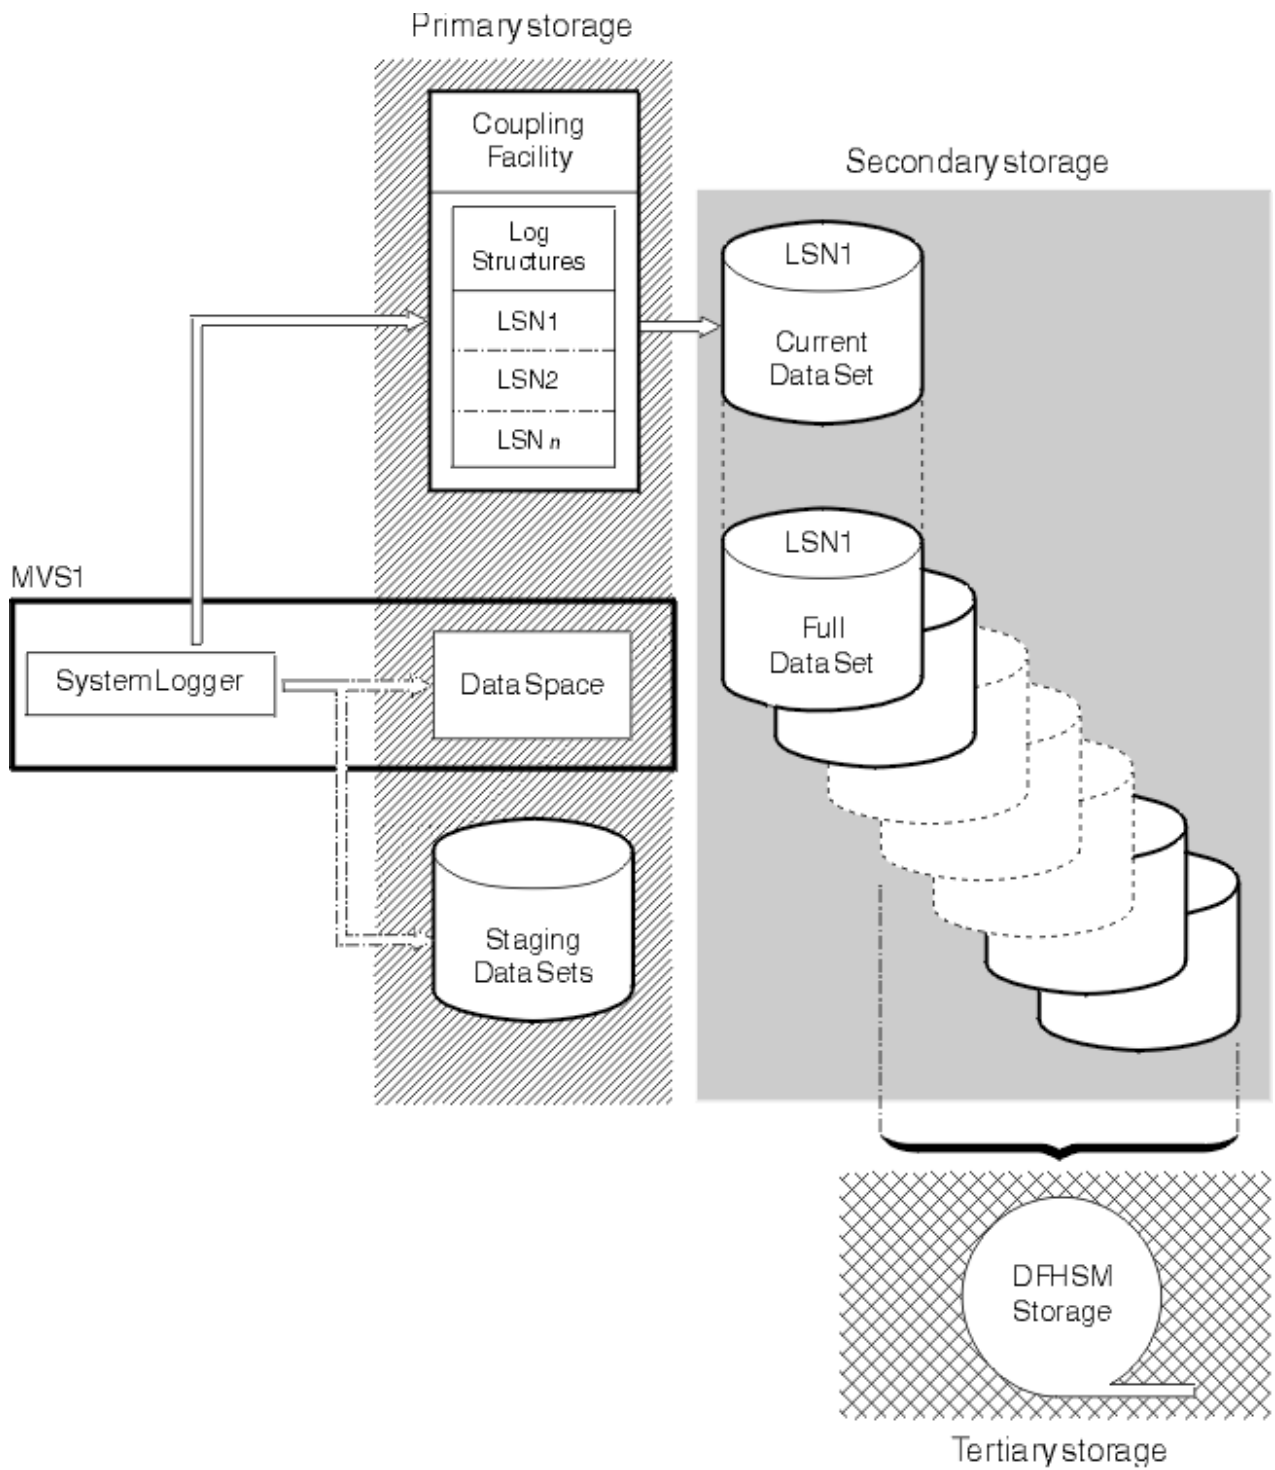 Primary storage
Coupling
Facility
Secondary storage
Log
Structures
LSN1
LSN2
LSN n
LSN1
Current
Data Set
LSN1
Full
Data Set
MVS1
System Logger
Data Space
Staging
Data Sets
DFHSM
Storage
Tertiary storage